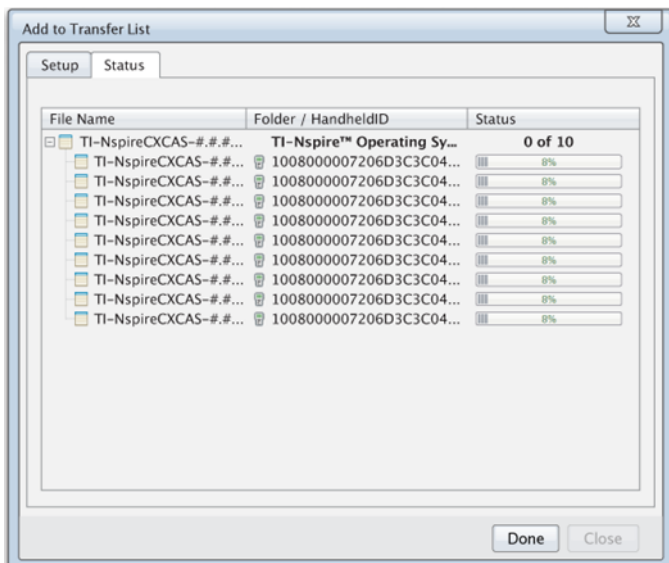 Add to Transfer List
Setup Status
File Name Folder / HandheldID Status
TI-NspireCXCAS-#.#.#... TI-Nspire™ Operating Sy... 0 of 10
TI-NspireCXCAS-#.#... 1008000007206D3C3C04... 8%
TI-NspireCXCAS-#.#... 1008000007206D3C3C04... 8%
TI-NspireCXCAS-#.#... 1008000007206D3C3C04... 8%
TI-NspireCXCAS-#.#... 1008000007206D3C3C04... 8%
TI-NspireCXCAS-#.#... 1008000007206D3C3C04... 8%
TI-NspireCXCAS-#.#... 1008000007206D3C3C04... 8%
TI-NspireCXCAS-#.#... 1008000007206D3C3C04... 8%
TI-NspireCXCAS-#.#... 1008000007206D3C3C04... 8%
TI-NspireCXCAS-#.#... 1008000007206D3C3C04... 8%
Done Close